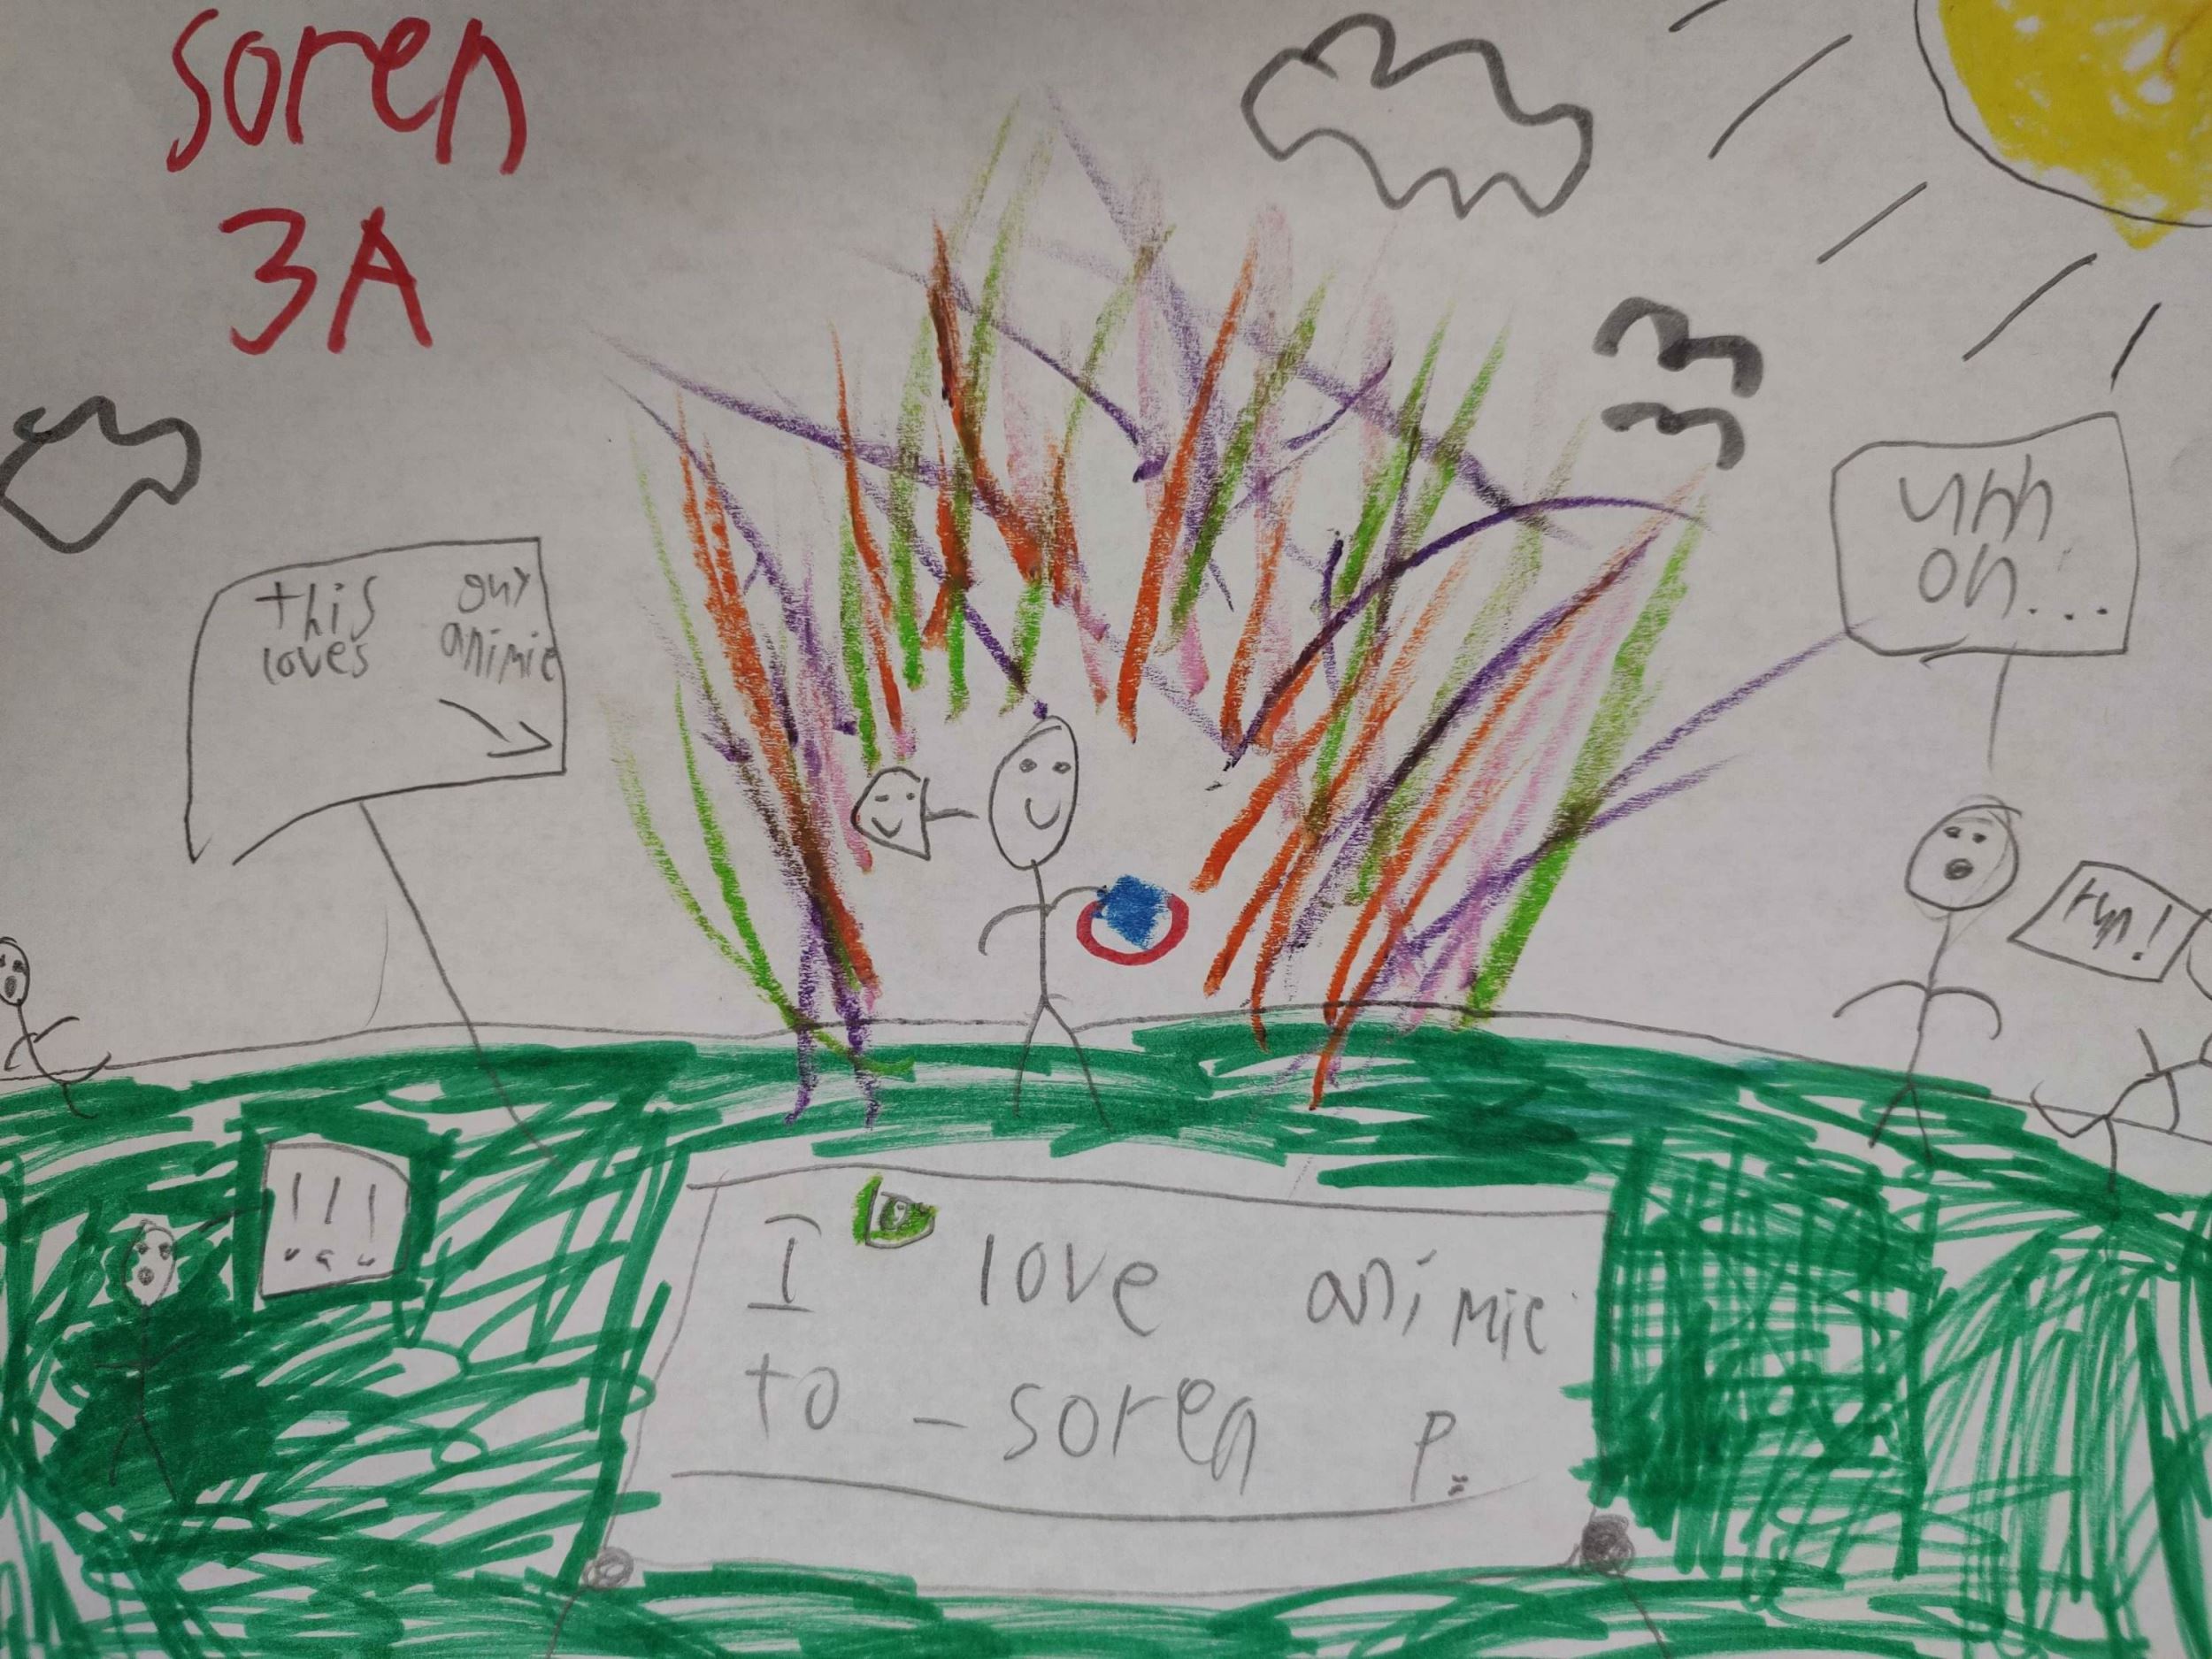 soren
3A
this guy
loves animie
uhh
oh...
run!
!!!
I love animie
to - soren P.